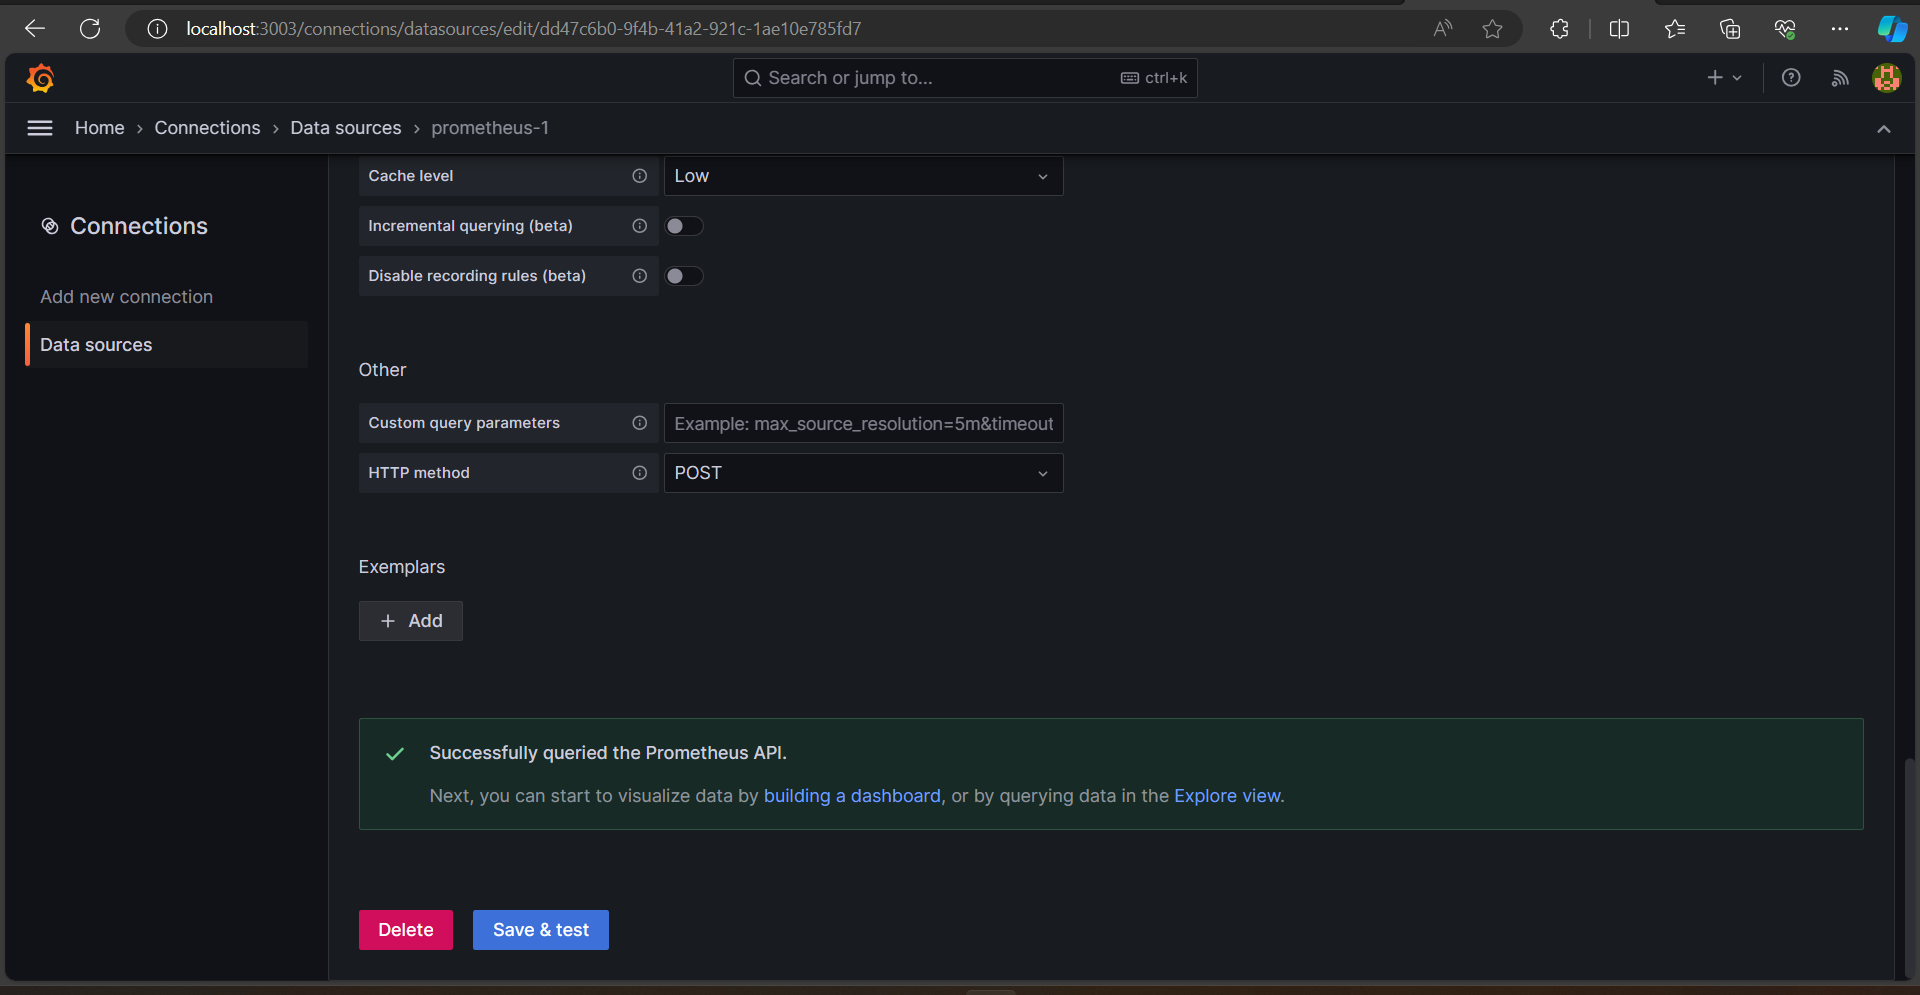 localhost:3003/connections/datasources/edit/dd47c6b0-9f4b-41a2-921c-1ae10e785fd7
Search or jump to...
ctrl+k
Home › Connections › Data sources › prometheus-1
Connections
Add new connection
Data sources
Cache level
Low
Incremental querying (beta)
Disable recording rules (beta)
Other
Custom query parameters
Example: max_source_resolution=5m&timeout
HTTP method
POST
Exemplars
+ Add
Successfully queried the Prometheus API.
Next, you can start to visualize data by building a dashboard, or by querying data in the Explore view.
Delete
Save & test